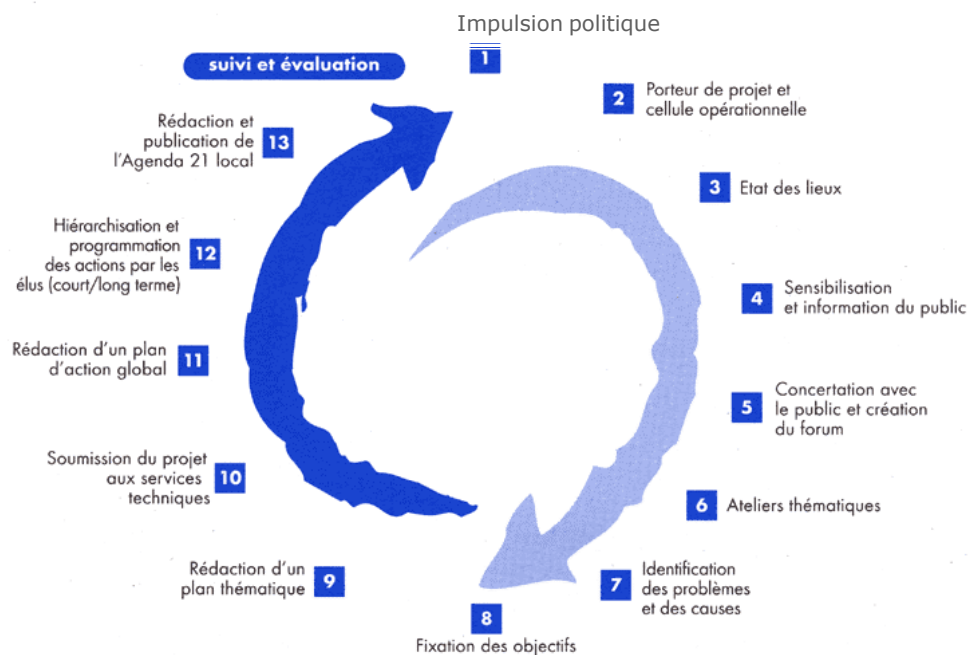 Impulsion politique
1
suivi et évaluation
2
Porteur de projet et
cellule opérationnelle
3
Etat des lieux
4
Sensibilisation
et information du public
5
Concertation avec
le public et création
du forum
6
Ateliers thématiques
7
Identification
des problèmes
et des causes
8
Fixation des objectifs
9
Rédaction d'un
plan thématique
10
Soumission du projet
aux services
techniques
11
Rédaction d'un plan
d'action global
12
Hiérarchisation et
programmation
des actions par les
élus (court/long terme)
13
Rédaction et
publication de
l'Agenda 21 local